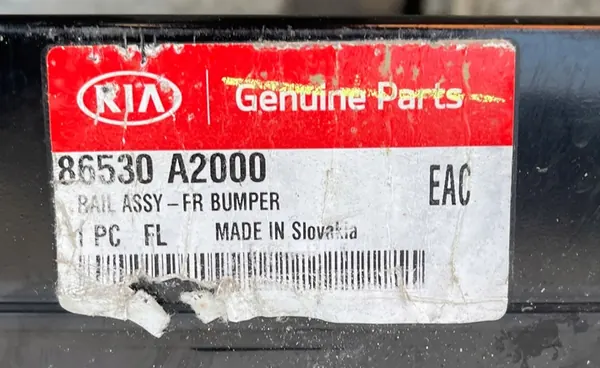 KIA Genuine Parts
86530 A2000
RAIL ASSY-FR BUMPER
EAC
1 PC FL MADE IN Slovakia